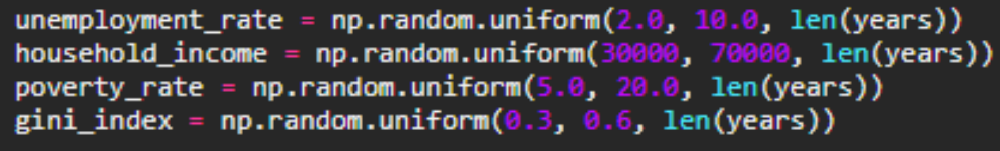 unemployment_rate = np.random.uniform(2.0, 10.0, len(years))
household_income = np.random.uniform(30000, 70000, len(years))
poverty_rate = np.random.uniform(5.0, 20.0, len(years))
gini_index = np.random.uniform(0.3, 0.6, len(years))